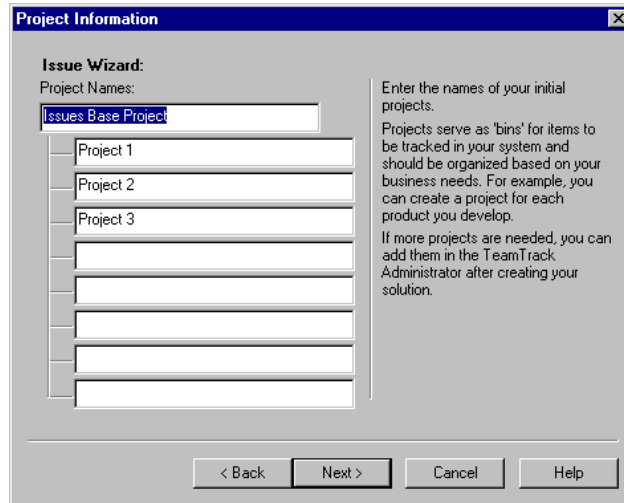 Project Information
Issue Wizard:
Project Names:
Issues Base Project
Project 1
Project 2
Project 3
Enter the names of your initial
projects.
Projects serve as 'bins' for items to
be tracked in your system and
should be organized based on your
business needs. For example, you
can create a project for each
product you develop.
If more projects are needed, you can
add them in the TeamTrack
Administrator after creating your
solution.
< Back
Next >
Cancel
Help